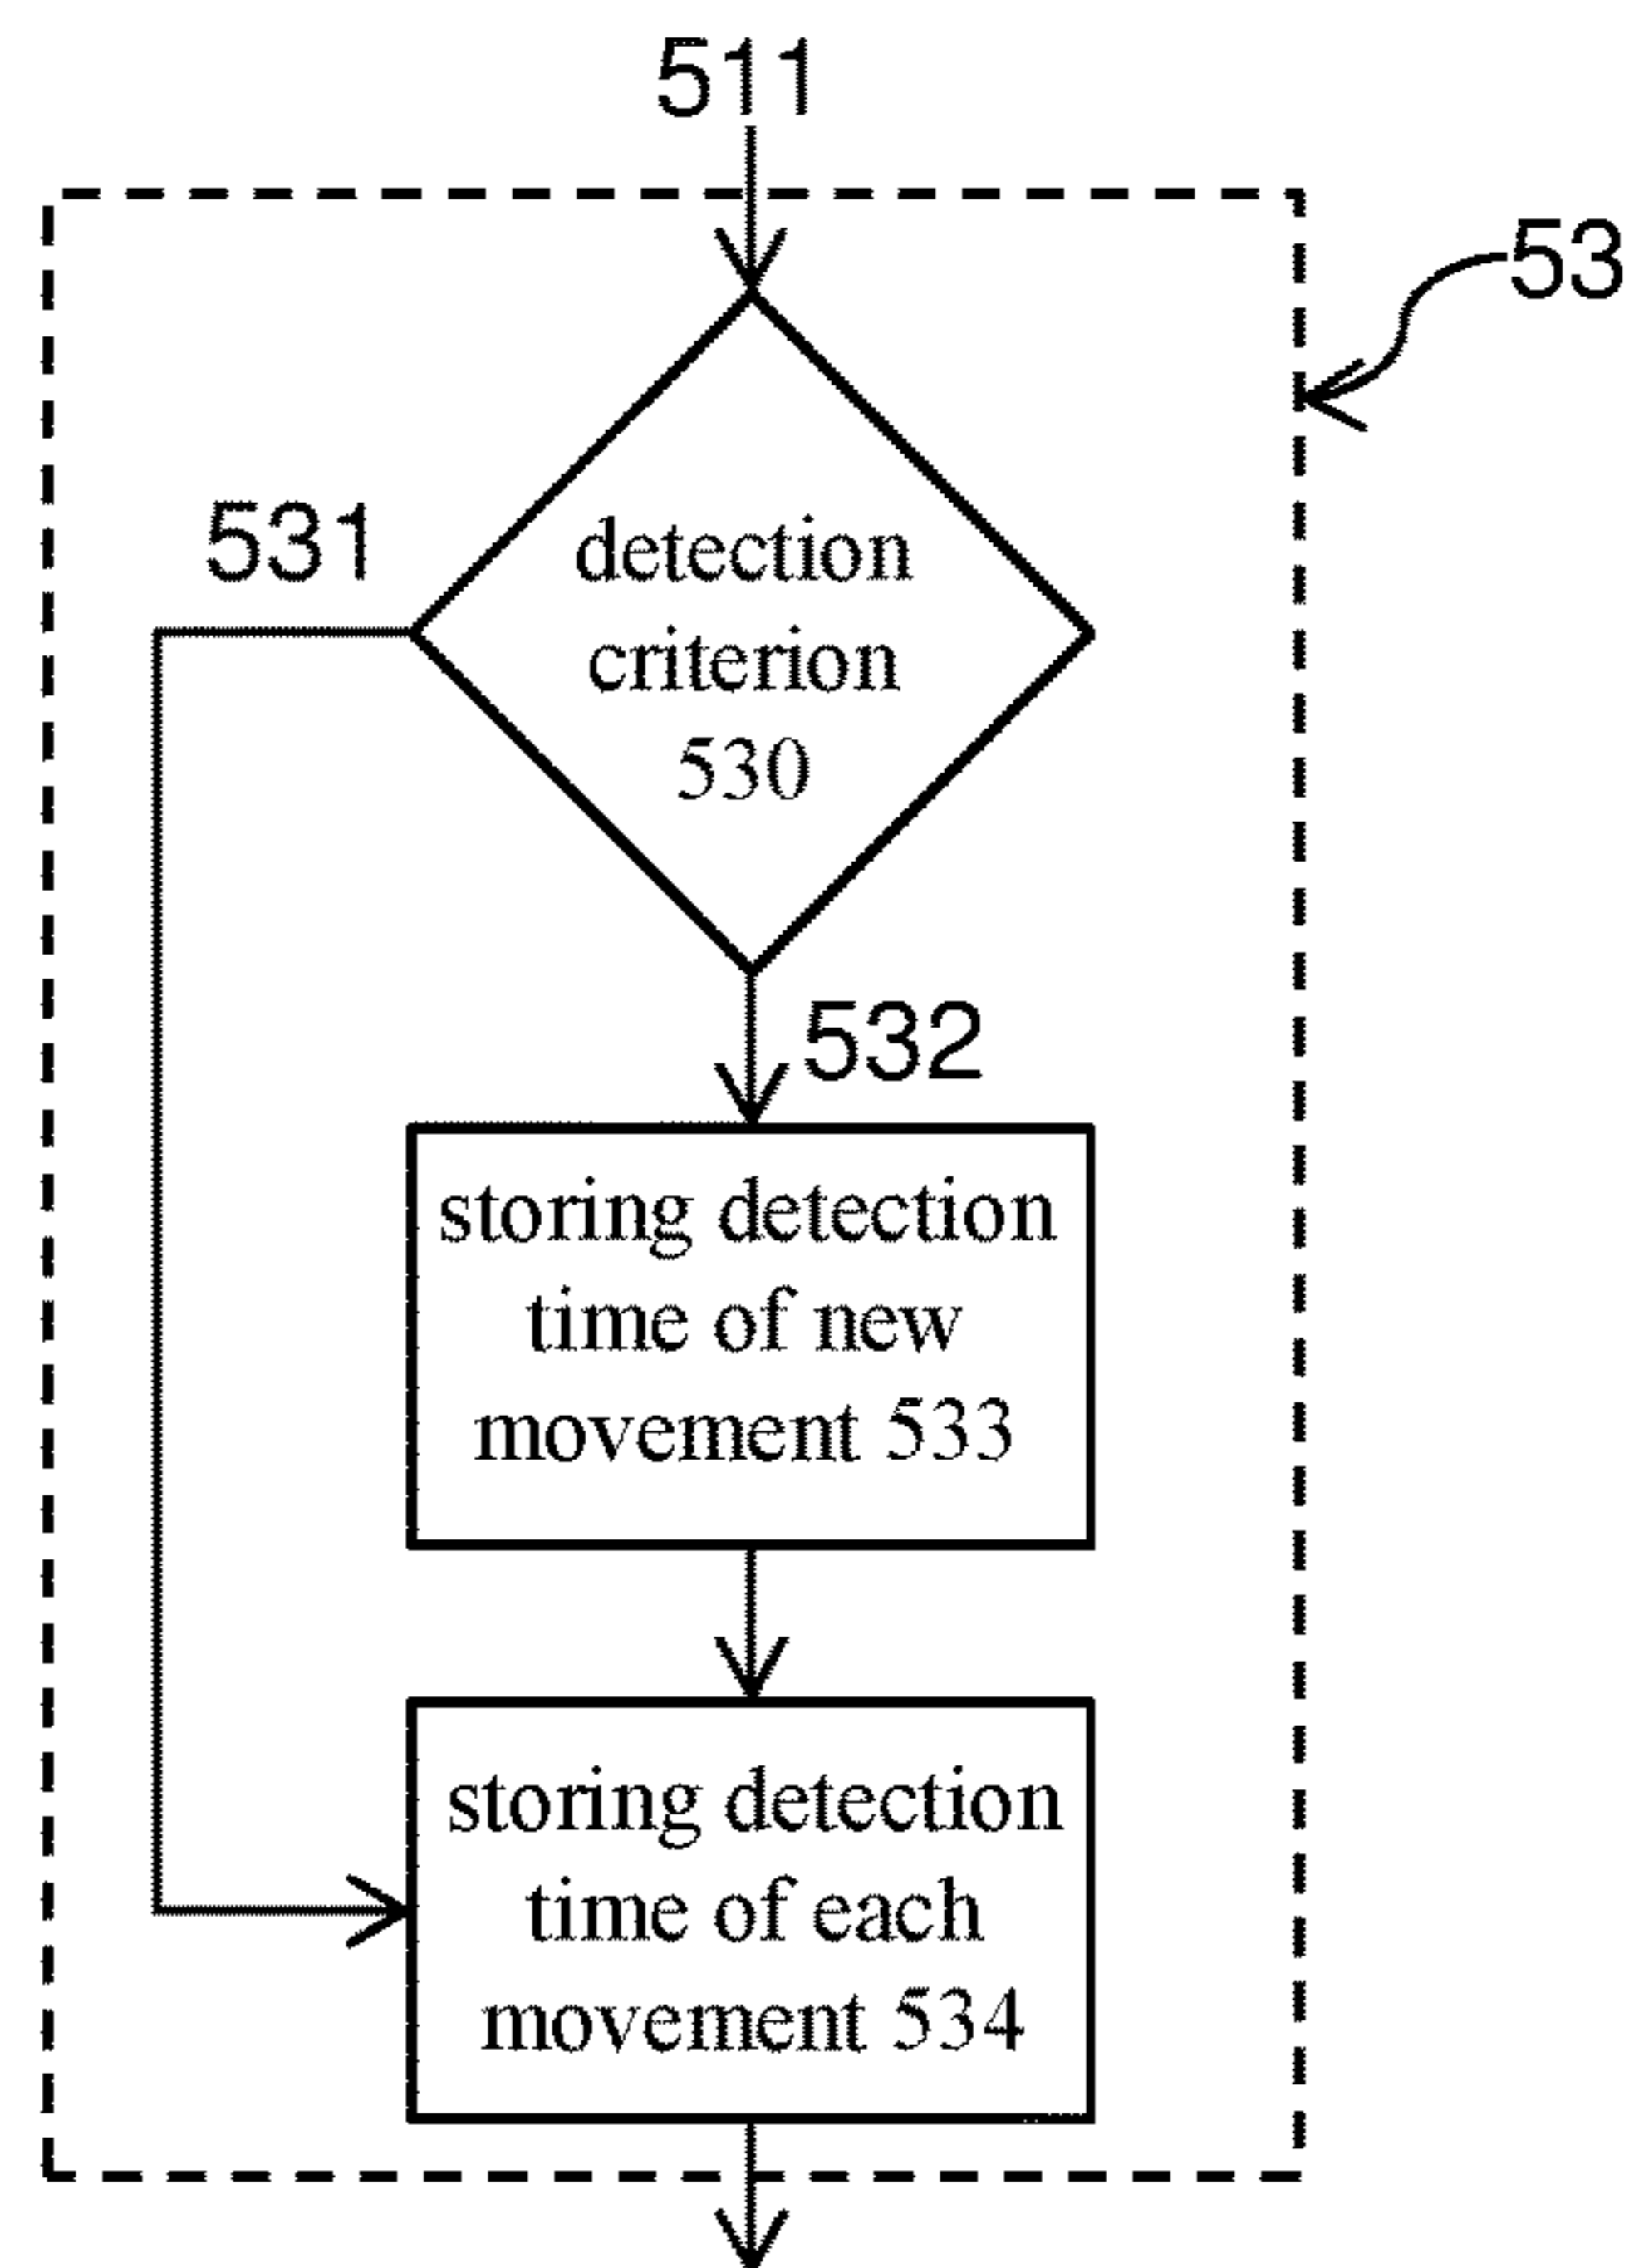 511
53
531
detection
criterion
530
532
storing detection
time of new
movement 533
storing detection
time of each
movement 534